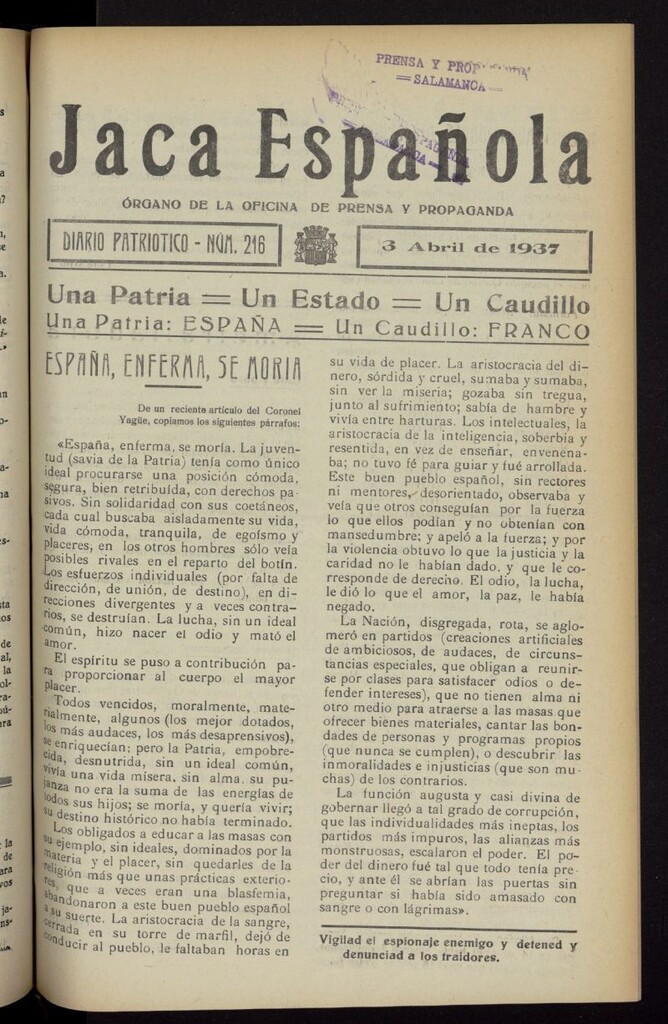 PRENSA Y
= SALAMANCA =
Jaca Española
ÓRGANO DE LA OFICINA DE PRENSA Y PROPAGANDA
DIARIO PATRIOTICO - NÚM. 216
3 Abril de 1937
Una Patria = Un Estado = Un Caudillo
Una Patria: ESPAÑA = Un Caudillo: FRANCO
ESPAÑA, ENFERMA, SE MORIA
De un reciente artículo del Coronel
Yagüe, copiamos los siguientes párrafos:
«España, enferma, se moría. La juven-
tud (savia de la Patria) tenía como único
ideal procurarse una posición cómoda,
segura, bien retribuída, con derechos pa-
sivos. Sin solidaridad con sus coetáneos,
cada cual buscaba aisladamente su vida,
vida cómoda, tranquila, de egoísmo y
placeres, en los otros hombres sólo veía
posibles rivales en el reparto del botín.
Los esfuerzos individuales (por falta de
dirección, de unión, de destino), en di-
recciones divergentes y a veces contra-
rios, se destruían. La lucha, sin un ideal
común, hizo nacer el odio y mató el
amor.
El espíritu se puso a contribución pa-
ra proporcionar al cuerpo el mayor
placer.
Todos vencidos, moralmente, mate-
rialmente, algunos (los mejor dotados,
los más audaces, los más desaprensivos),
se enriquecían; pero la Patria, empobre-
cida, desnutrida, sin un ideal común,
vivía una vida mísera, sin alma, su pu-
janza no era la suma de las energías de
todos sus hijos; se moría, y quería vivir;
su destino histórico no había terminado.
Los obligados a educar a las masas con
su ejemplo, sin ideales, dominados por la
materia y el placer, sin quedarles de la
religión más que unas prácticas exterio-
res, que a veces eran una blasfemia,
abandonaron a este buen pueblo español
a su suerte. La aristocracia de la sangre,
cerrada en su torre de marfil, dejó de
conducir al pueblo, le faltaban horas en
su vida de placer. La aristocracia del di-
nero, sórdida y cruel, sumaba y sumaba,
sin ver la miseria; gozaba sin tregua,
junto al sufrimiento; sabía de hambre y
vivía entre harturas. Los intelectuales, la
aristocracia de la inteligencia, soberbia y
resentida, en vez de enseñar, envenena-
ba; no tuvo fé para guiar y fué arrollada.
Este buen pueblo español, sin rectores
ni mentores, desorientado, observaba y
veía que otros conseguían por la fuerza
lo que ellos podían y no obtenían con
mansedumbre; y apeló a la fuerza; y por
la violencia obtuvo lo que la justicia y la
caridad no le habían dado, y que le co-
rresponde de derecho. El odio, la lucha,
le dió lo que el amor, la paz, le había
negado.
La Nación, disgregada, rota, se aglo-
meró en partidos (creaciones artificiales
de ambiciosos, de audaces, de circuns-
tancias especiales, que obligan a reunir-
se por clases para satisfacer odios o de-
fender intereses), que no tienen alma ni
otro medio para atraerse a las masas que
ofrecer bienes materiales, cantar las bon-
dades de personas y programas propios
(que nunca se cumplen), o descubrir las
inmoralidades e injusticias (que son mu-
chas) de los contrarios.
La función augusta y casi divina de
gobernar llegó a tal grado de corrupción,
que las individualidades más ineptas, los
partidos más impuros, las alianzas más
monstruosas, escalaron el poder. El po-
der del dinero fué tal que todo tenía pre-
cio, y ante él se abrían las puertas sin
preguntar si había sido amasado con
sangre o con lágrimas».
Vigilad el espionaje enemigo y detened y
denunciad a los traidores.